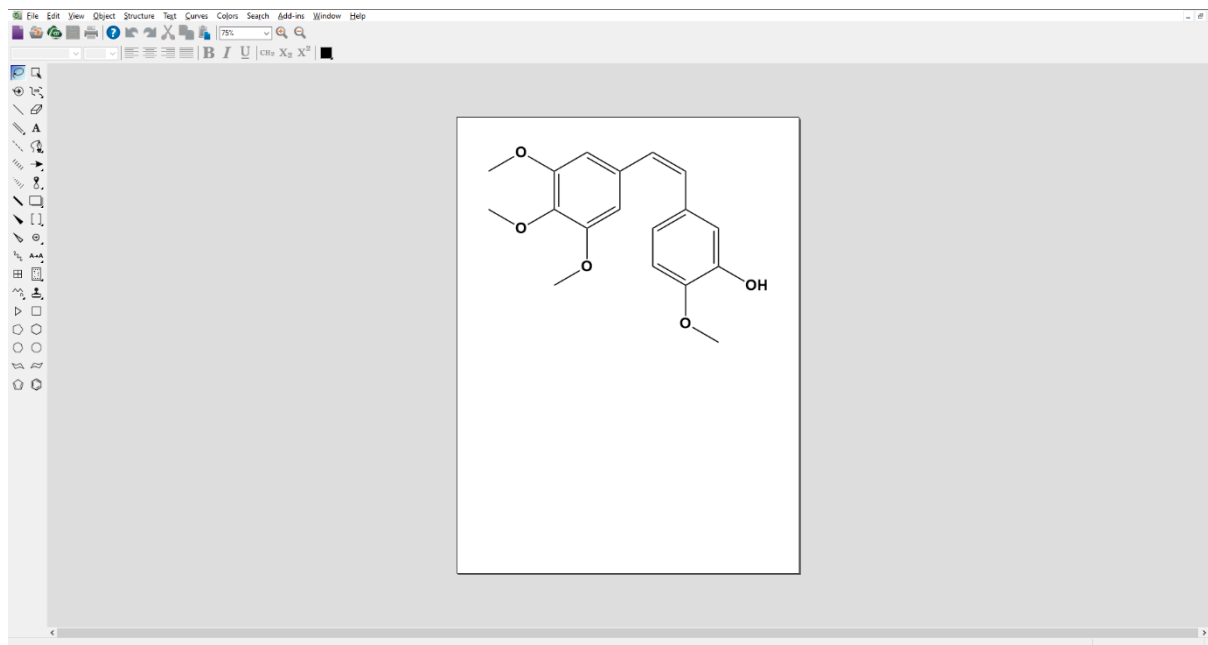 File Edit View Object Structure Text Curves Colors Search Add-ins Window Help
75%
B I U CH₂ X₂ X²
A
O
O
O
OH
O